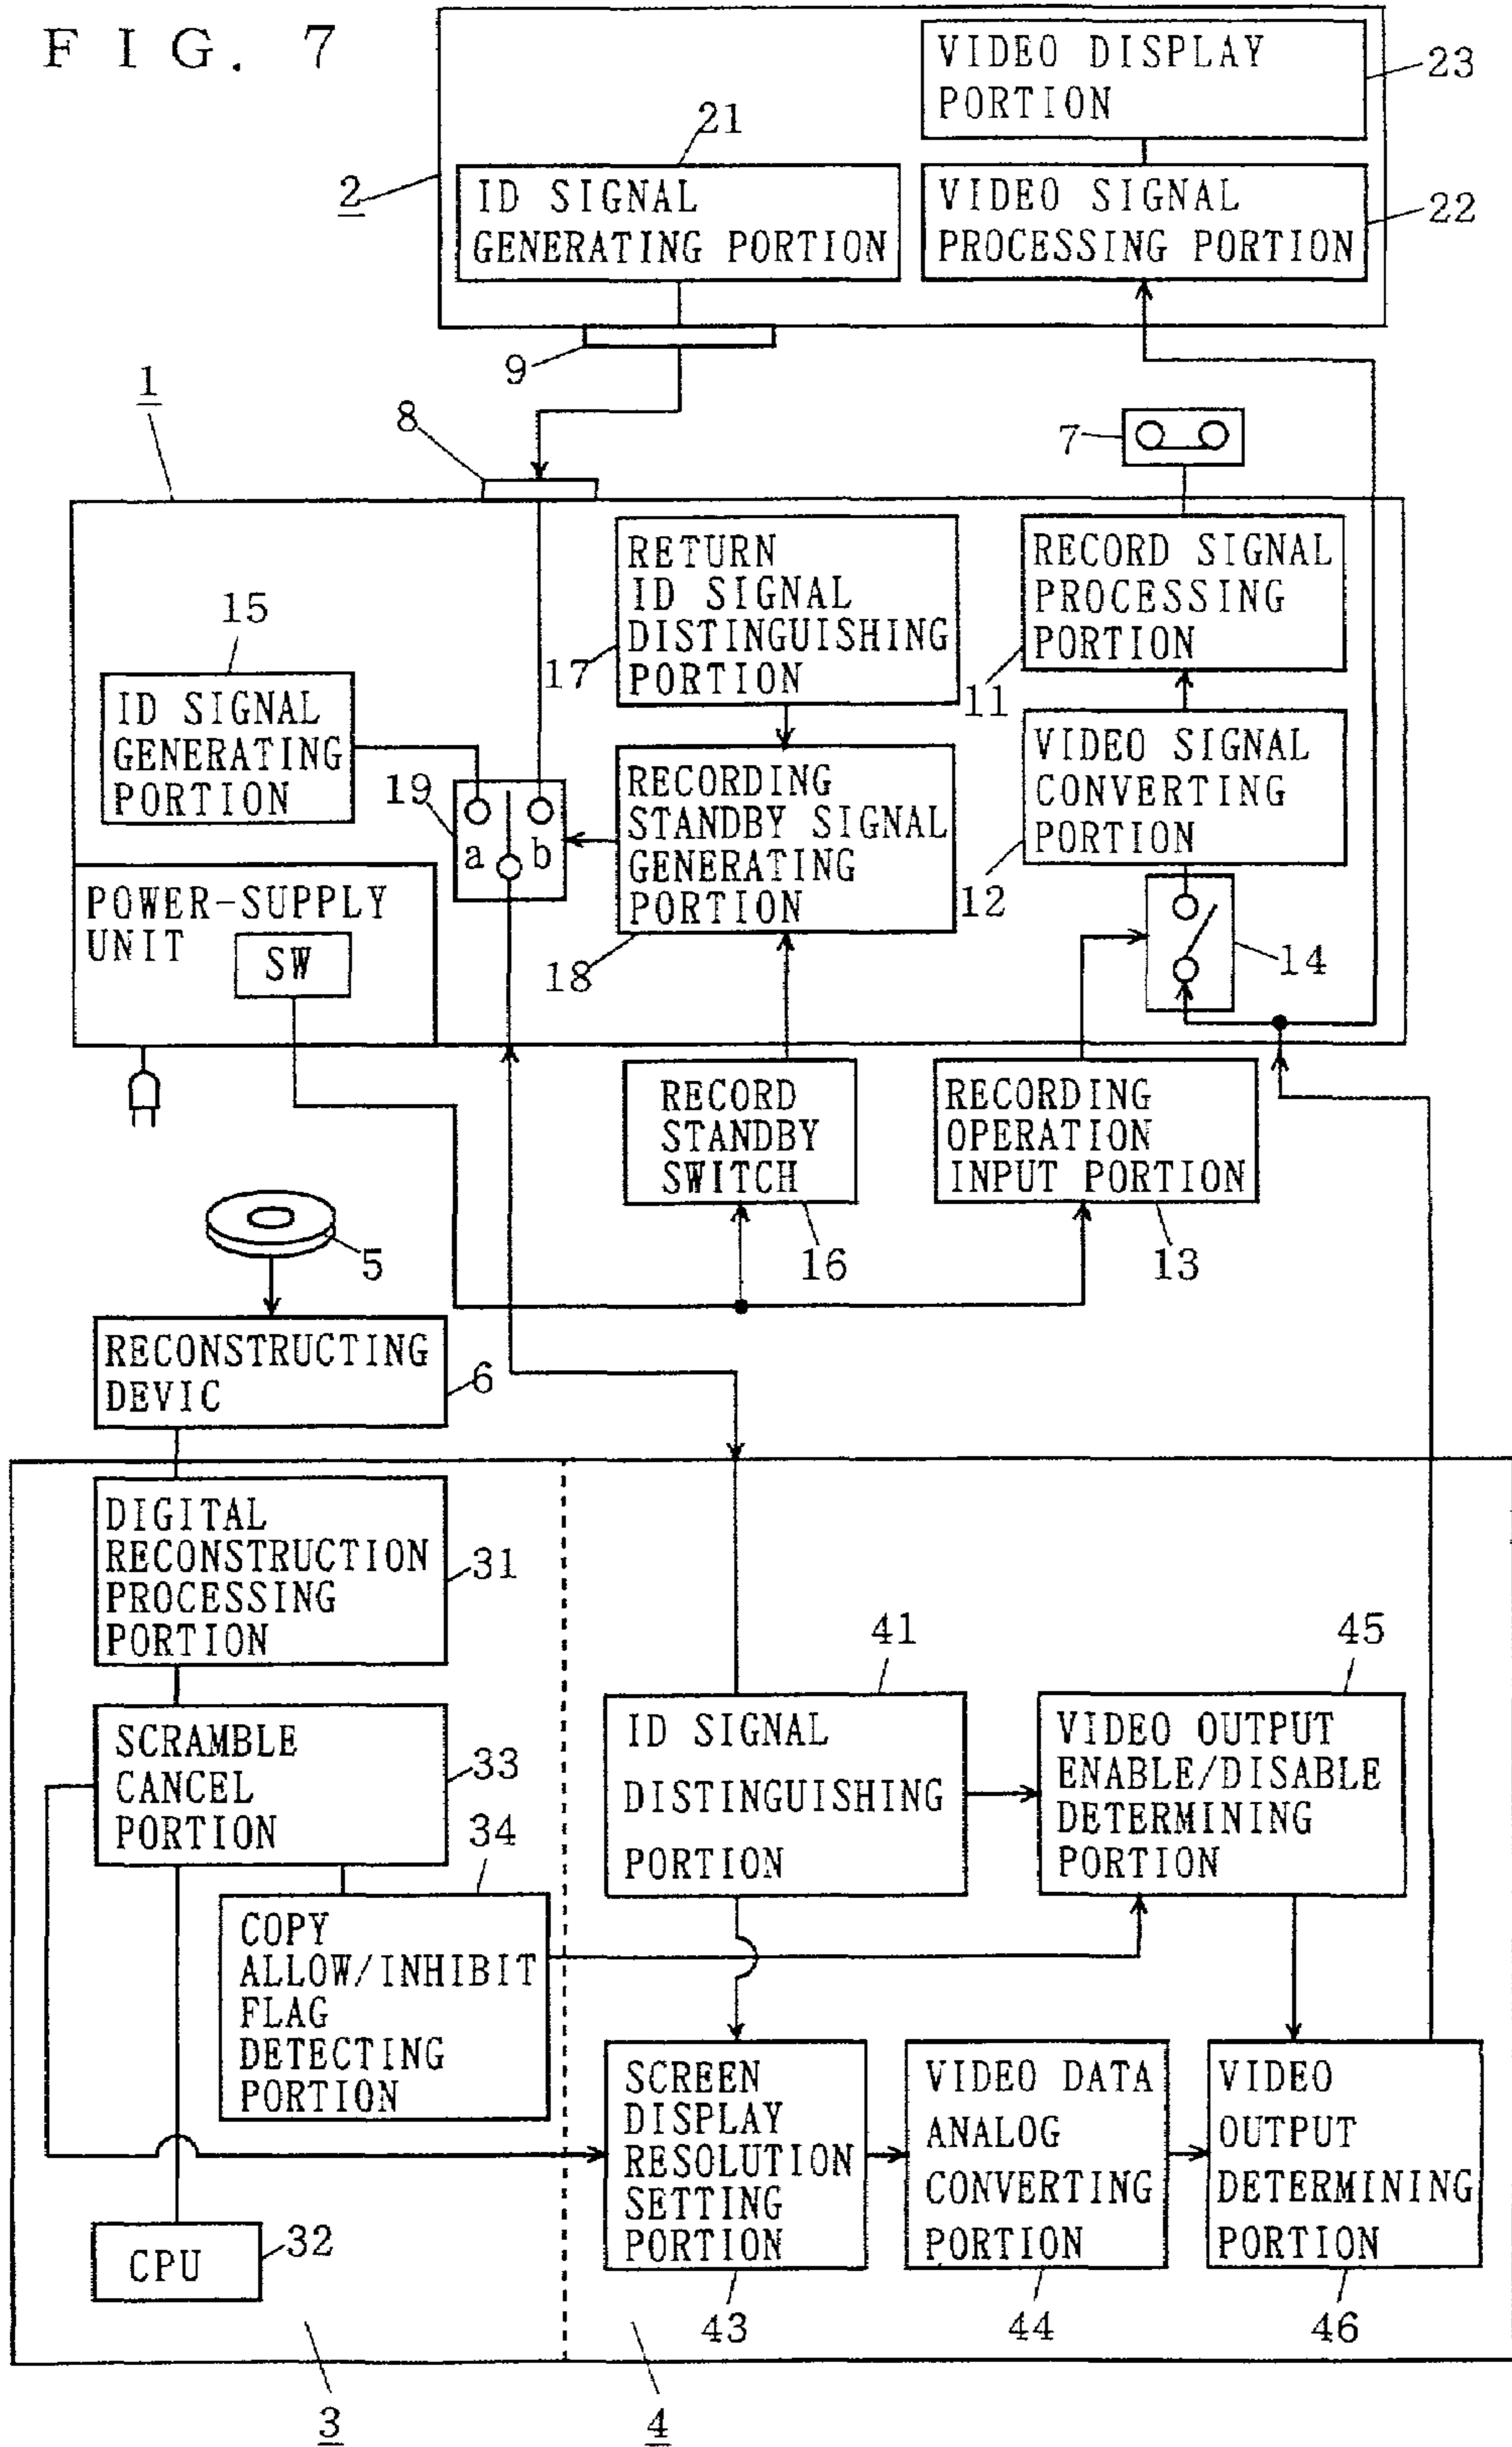 FIG. 7
VIDEO DISPLAY
PORTION
23
21
2
ID SIGNAL
GENERATING PORTION
VIDEO SIGNAL
PROCESSING PORTION
22
9
1
8
7
RETURN
ID SIGNAL
DISTINGUISHING
PORTION
17
RECORD SIGNAL
PROCESSING
PORTION
11
15
ID SIGNAL
GENERATING
PORTION
19
a
b
RECORDING
STANDBY SIGNAL
GENERATING
PORTION
18
VIDEO SIGNAL
CONVERTING
PORTION
12
POWER-SUPPLY
UNIT
SW
14
RECORD
STANDBY
SWITCH
16
RECORDING
OPERATION
INPUT PORTION
13
5
RECONSTRUCTING
DEVIC
6
DIGITAL
RECONSTRUCTION
PROCESSING
PORTION
31
SCRAMBLE
CANCEL
PORTION
33
34
COPY
ALLOW/INHIBIT
FLAG
DETECTING
PORTION
CPU
32
41
ID SIGNAL
DISTINGUISHING
PORTION
45
VIDEO OUTPUT
ENABLE/DISABLE
DETERMINING
PORTION
SCREEN
DISPLAY
RESOLUTION
SETTING
PORTION
43
VIDEO DATA
ANALOG
CONVERTING
PORTION
44
VIDEO
OUTPUT
DETERMINING
PORTION
46
3
4